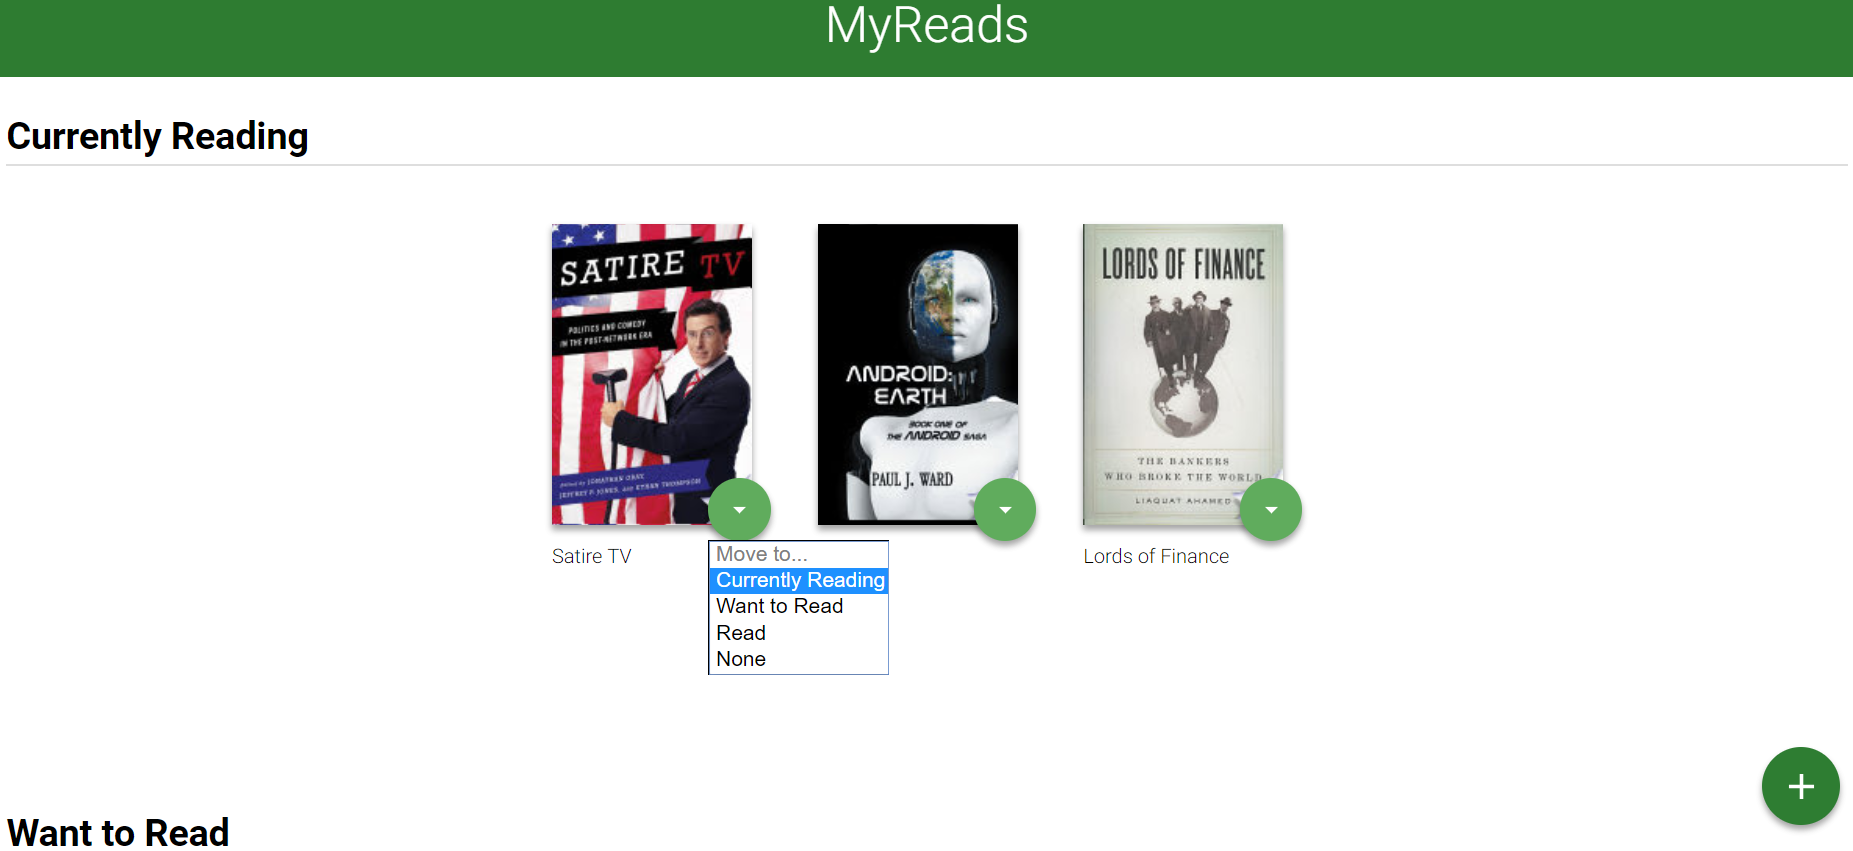 MyReads
Currently Reading
SATIRE TV
POLITICS AND COMEDY
IN THE POST-NETWORK ERA
Edited by JONATHAN GRAY,
JEFFREY P. JONES, AND ETHAN THOMPSON
ANDROID:
EARTH
BOOK ONE OF
THE ANDROID SAGA
PAUL J. WARD
LORDS OF FINANCE
THE BANKERS
WHO BROKE THE WORLD
LIAQUAT AHAMED
Satire TV
Lords of Finance
Move to...
Currently Reading
Want to Read
Read
None
+
Want to Read